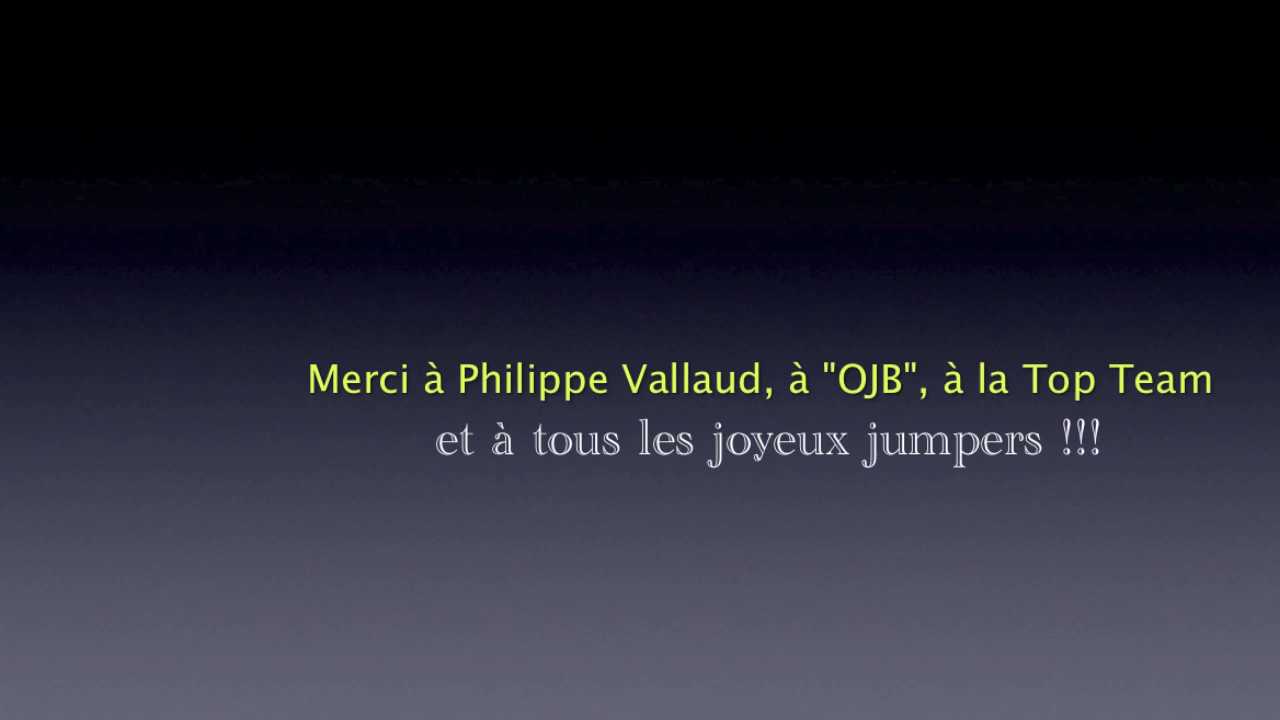 Merci à Philippe Vallaud, à "OJB", à la Top Team
et à tous les joyeux jumpers !!!